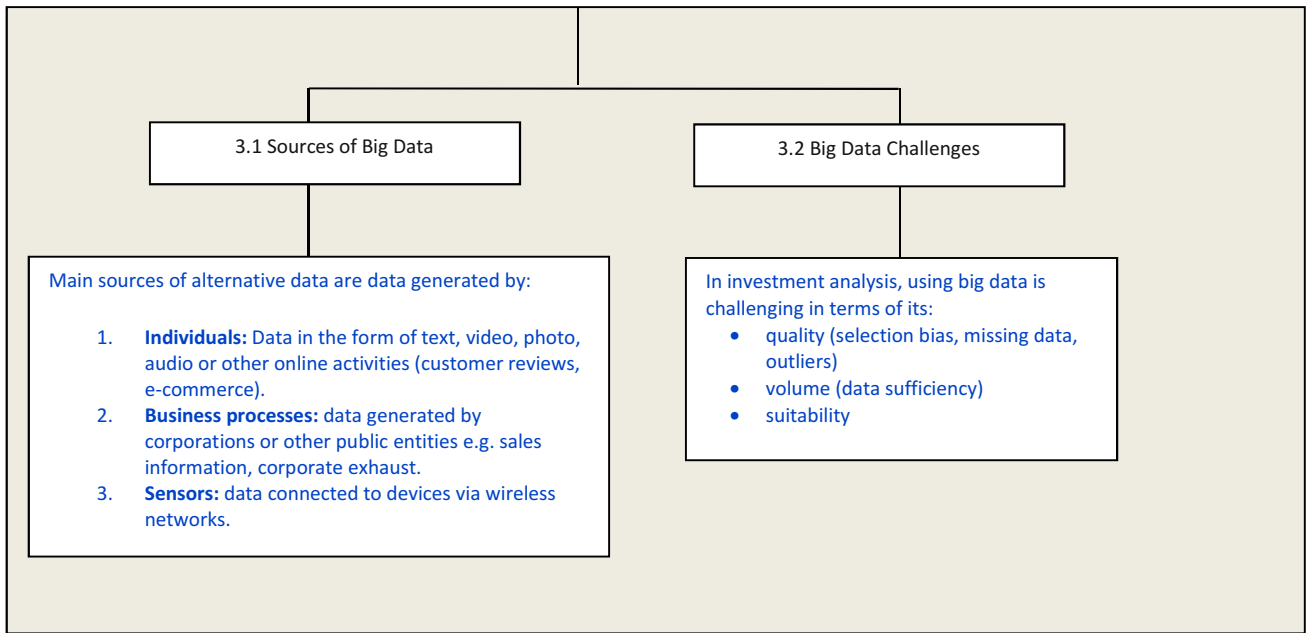 3.1 Sources of Big Data
3.2 Big Data Challenges
Main sources of alternative data are data generated by:
1. Individuals: Data in the form of text, video, photo,
audio or other online activities (customer reviews,
e-commerce).
2. Business processes: data generated by
corporations or other public entities e.g. sales
information, corporate exhaust.
3. Sensors: data connected to devices via wireless
networks.
In investment analysis, using big data is
challenging in terms of its:
• quality (selection bias, missing data,
outliers)
• volume (data sufficiency)
• suitability